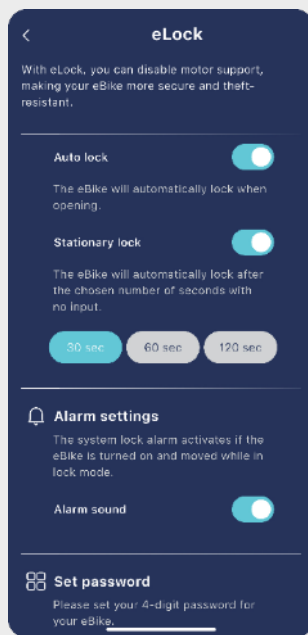 eLock
With eLock, you can disable motor support,
making your eBike more secure and theft-
resistant.
Auto lock
The eBike will automatically lock when
opening.
Stationary lock
The eBike will automatically lock after
the chosen number of seconds with
no input.
30 sec 60 sec 120 sec
Alarm settings
The system lock alarm activates if the
eBike is turned on and moved while in
lock mode.
Alarm sound
Set password
Please set your 4-digit password for
your eBike.